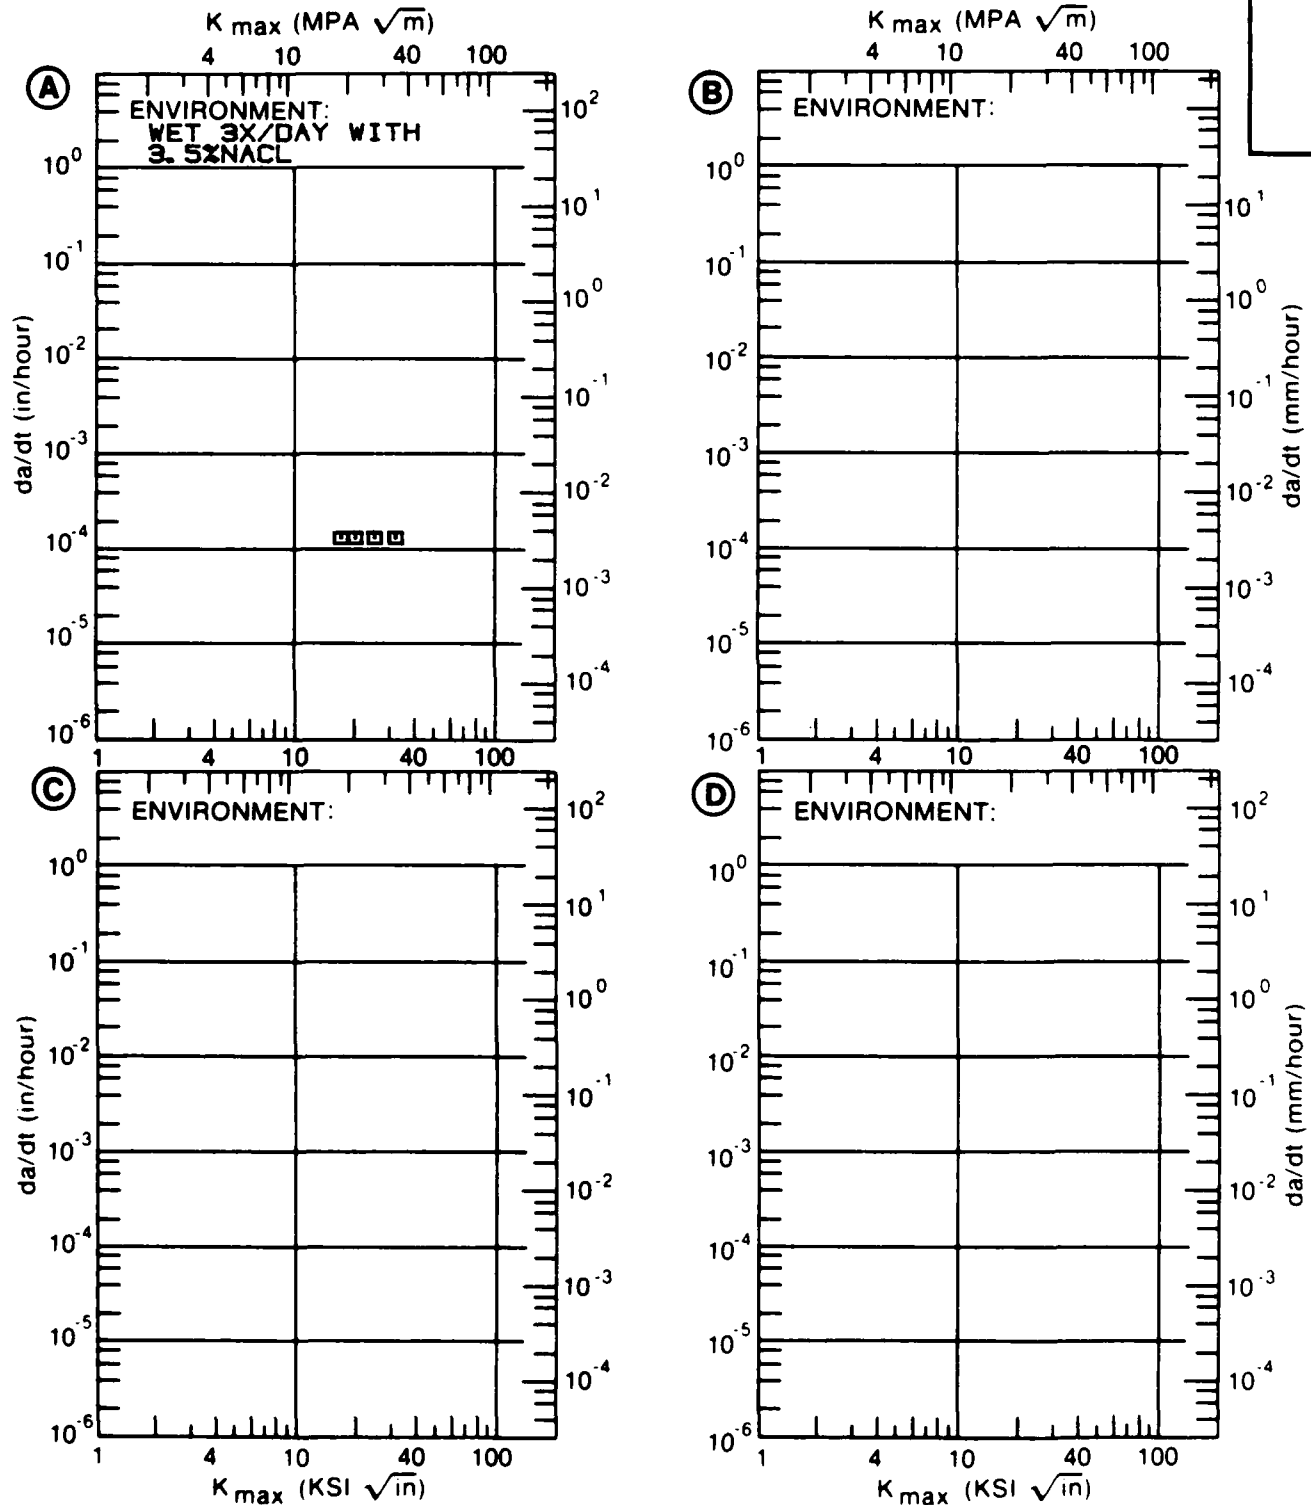 K max (MPA √m)
4 10 40 100
K max (MPA √m)
4 10 40 100
A
ENVIRONMENT:
WET 3X/DAY WITH
3.5%NACL
10^0
10^-1
10^-2
10^-3
10^-4
10^-5
10^-6
da/dt (in/hour)
10^2
10^1
10^0
10^-1
10^-2
10^-3
10^-4
1 4 10 40 100
B
ENVIRONMENT:
10^0
10^-1
10^-2
10^-3
10^-4
10^-5
10^-6
10^1
10^0
10^-1
10^-2
10^-3
10^-4
da/dt (mm/hour)
1 4 10 40 100
C
ENVIRONMENT:
10^0
10^-1
10^-2
10^-3
10^-4
10^-5
10^-6
da/dt (in/hour)
10^2
10^1
10^0
10^-1
10^-2
10^-3
10^-4
1 4 10 40 100
K max (KSI √in)
D
ENVIRONMENT:
10^0
10^-1
10^-2
10^-3
10^-4
10^-5
10^-6
10^2
10^1
10^0
10^-1
10^-2
10^-3
10^-4
da/dt (mm/hour)
1 4 10 40 100
K max (KSI √in)